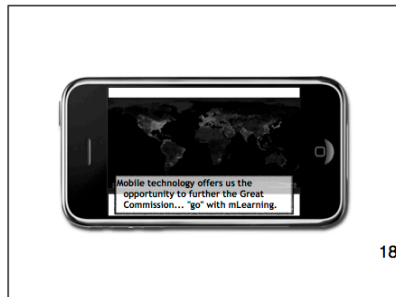 Mobile technology offers us the
opportunity to further the Great
Commission... "go" with mLearning.
18